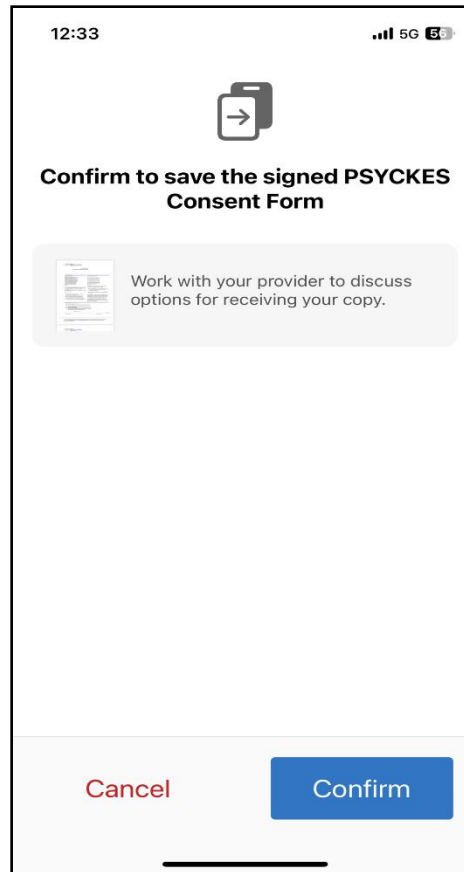 12:33
5G 56
Confirm to save the signed PSYCKES
Consent Form
Work with your provider to discuss
options for receiving your copy.
Cancel
Confirm